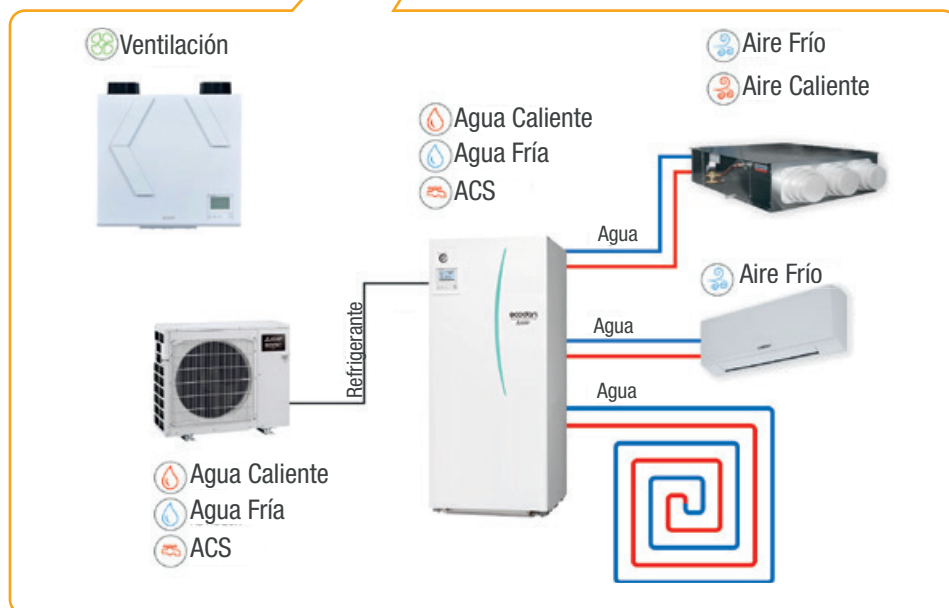 Ventilación
Aire Frío
Aire Caliente
Agua Caliente
Agua Fría
ACS
Agua
Aire Frío
ecodan
Agua
Refrigerante
Agua
Agua Caliente
Agua Fría
ACS